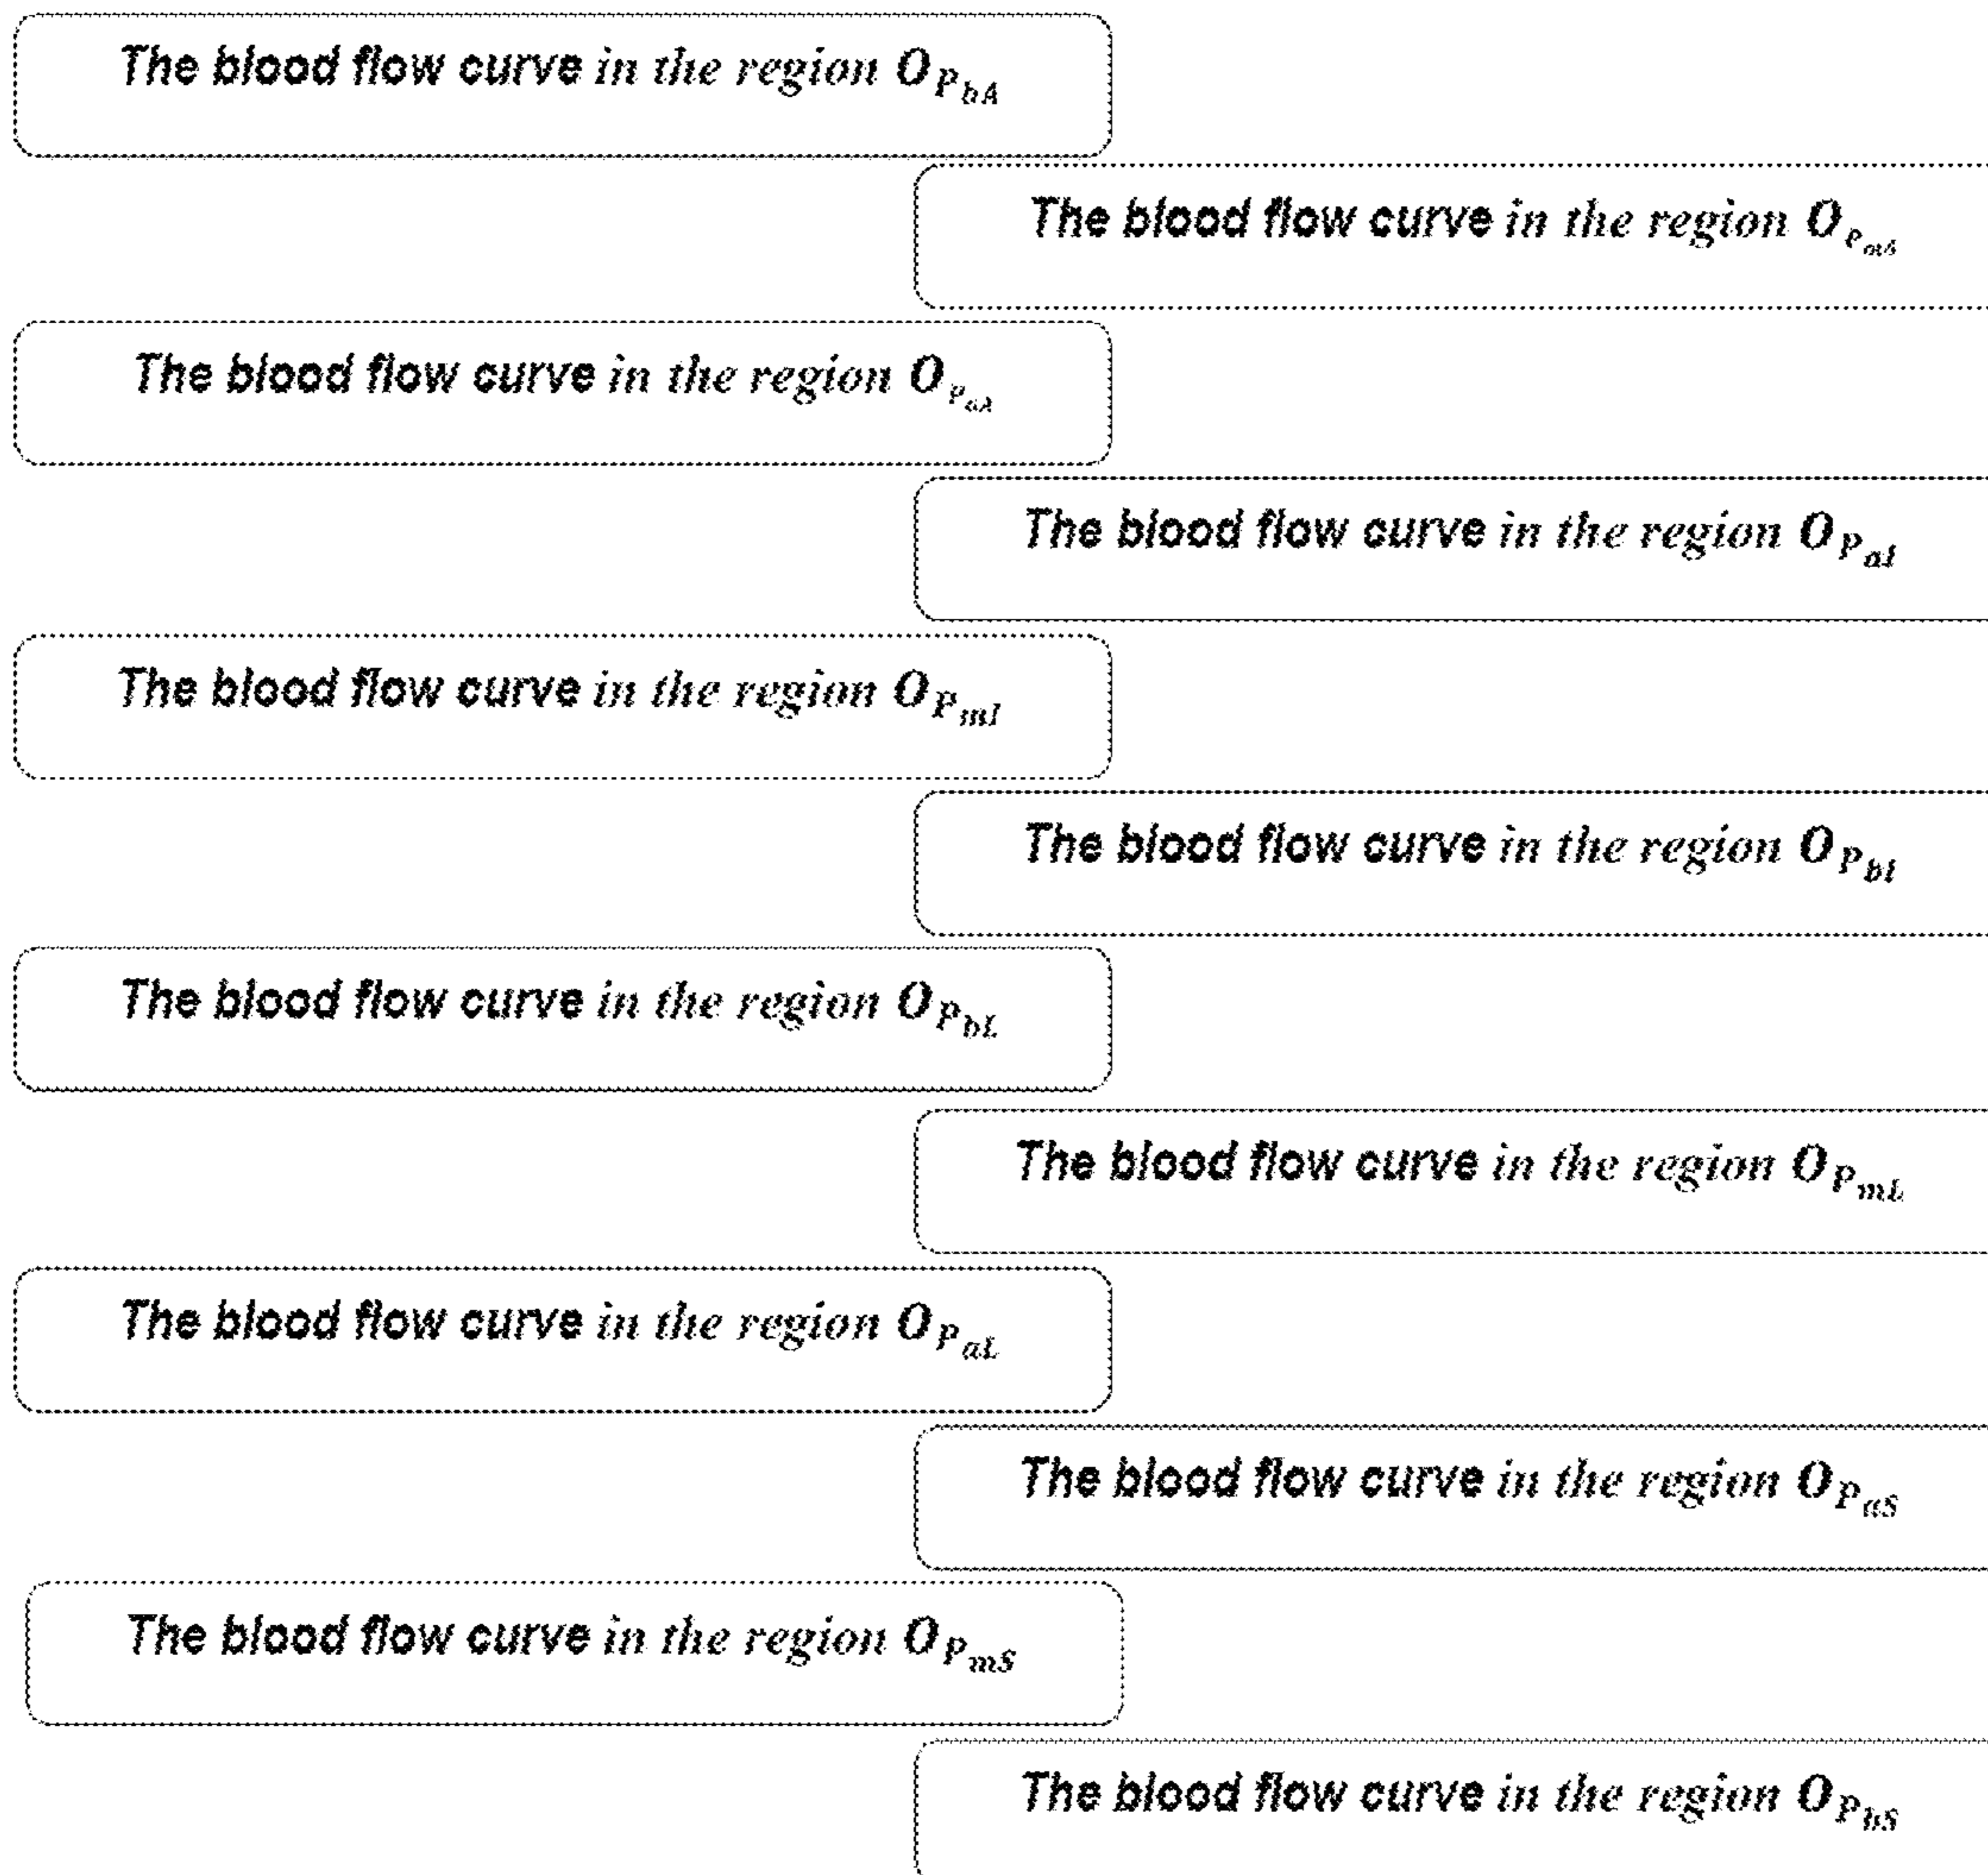 The blood flow curve in the region O_{P_{bA}}
The blood flow curve in the region O
The blood flow curve in the region O
The blood flow curve in the region O_{P_{aI}}
The blood flow curve in the region O_{P_{mI}}
The blood flow curve in the region O_{P_{bI}}
The blood flow curve in the region O_{P_{bL}}
The blood flow curve in the region O_{P_{mL}}
The blood flow curve in the region O_{P_{aL}}
The blood flow curve in the region O_{P_{aS}}
The blood flow curve in the region O_{P_{mS}}
The blood flow curve in the region O_{P_{bS}}